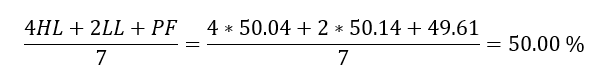 (4HL + 2LL + PF)/7 = (4 * 50.04 + 2 * 50.14 + 49.61)/7 = 50.00 %